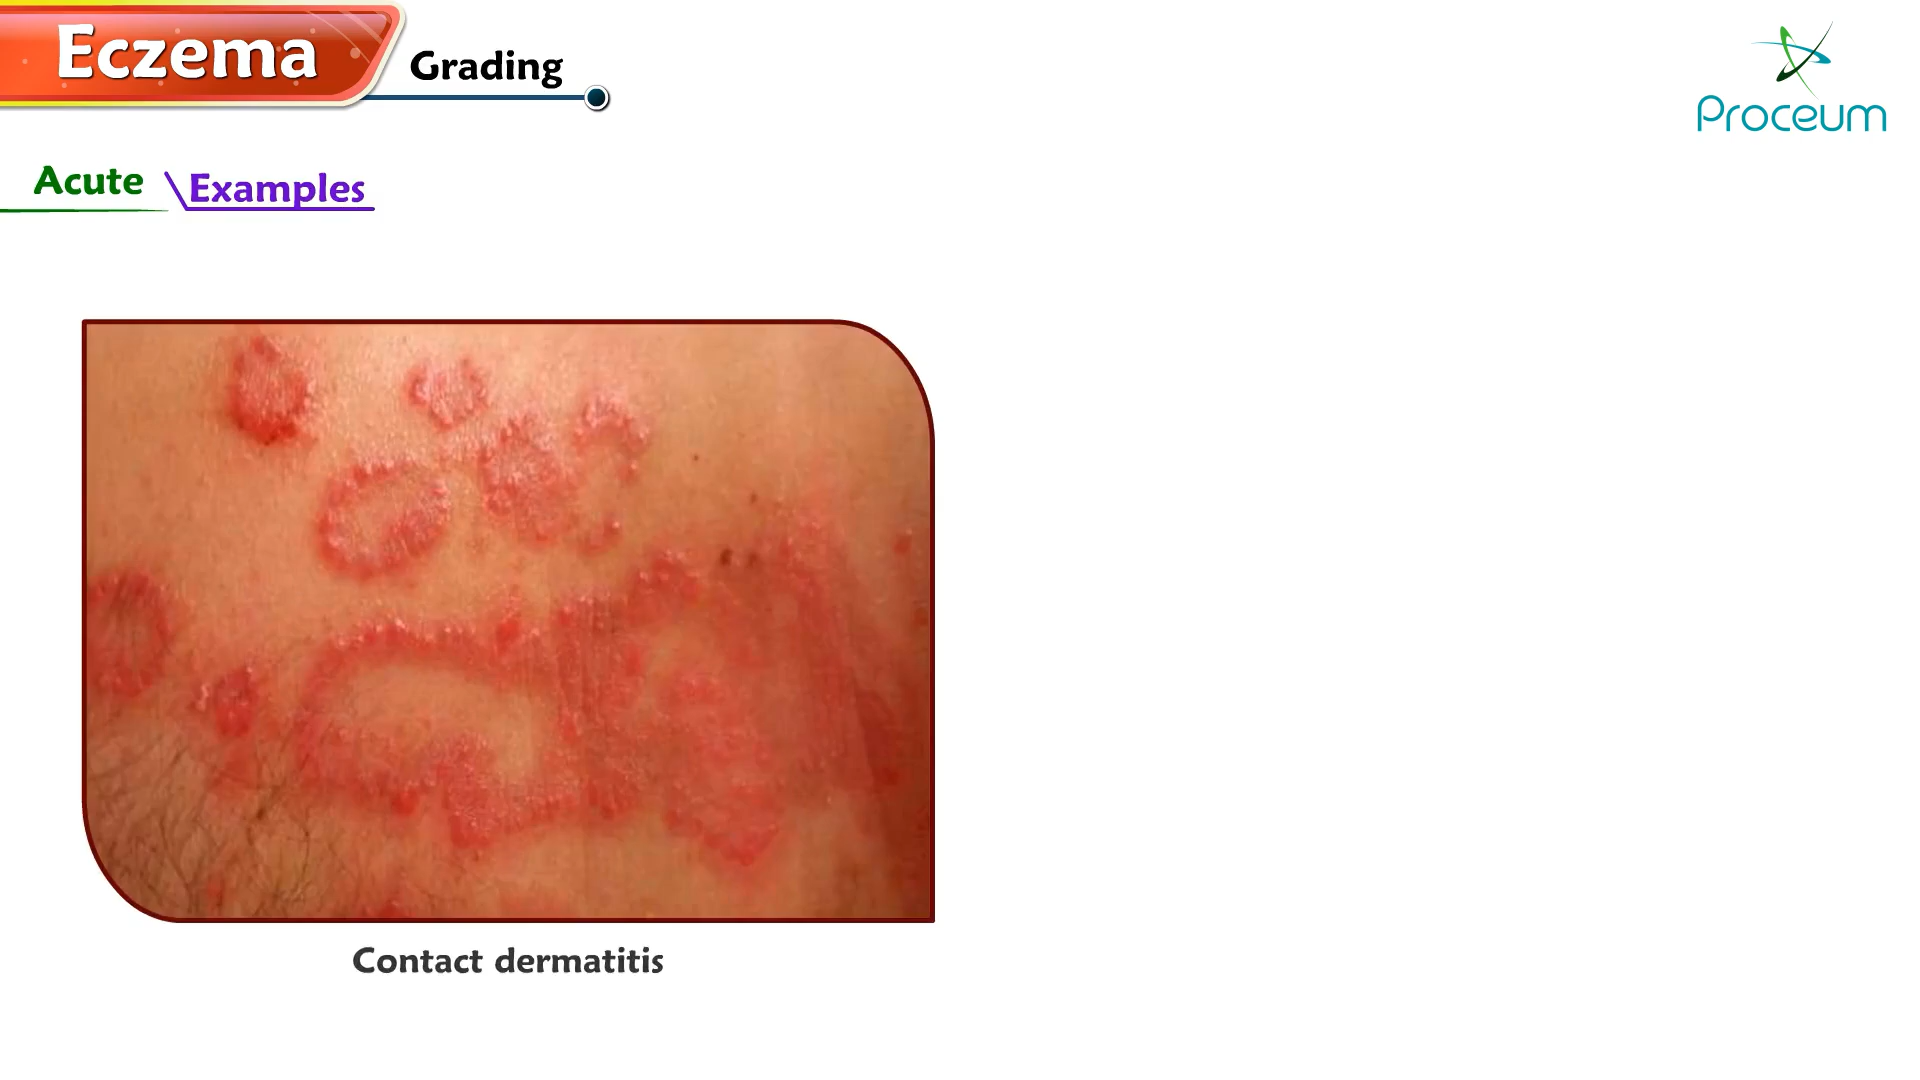 Eczema
Grading
Proceum
Acute
Examples
Contact dermatitis